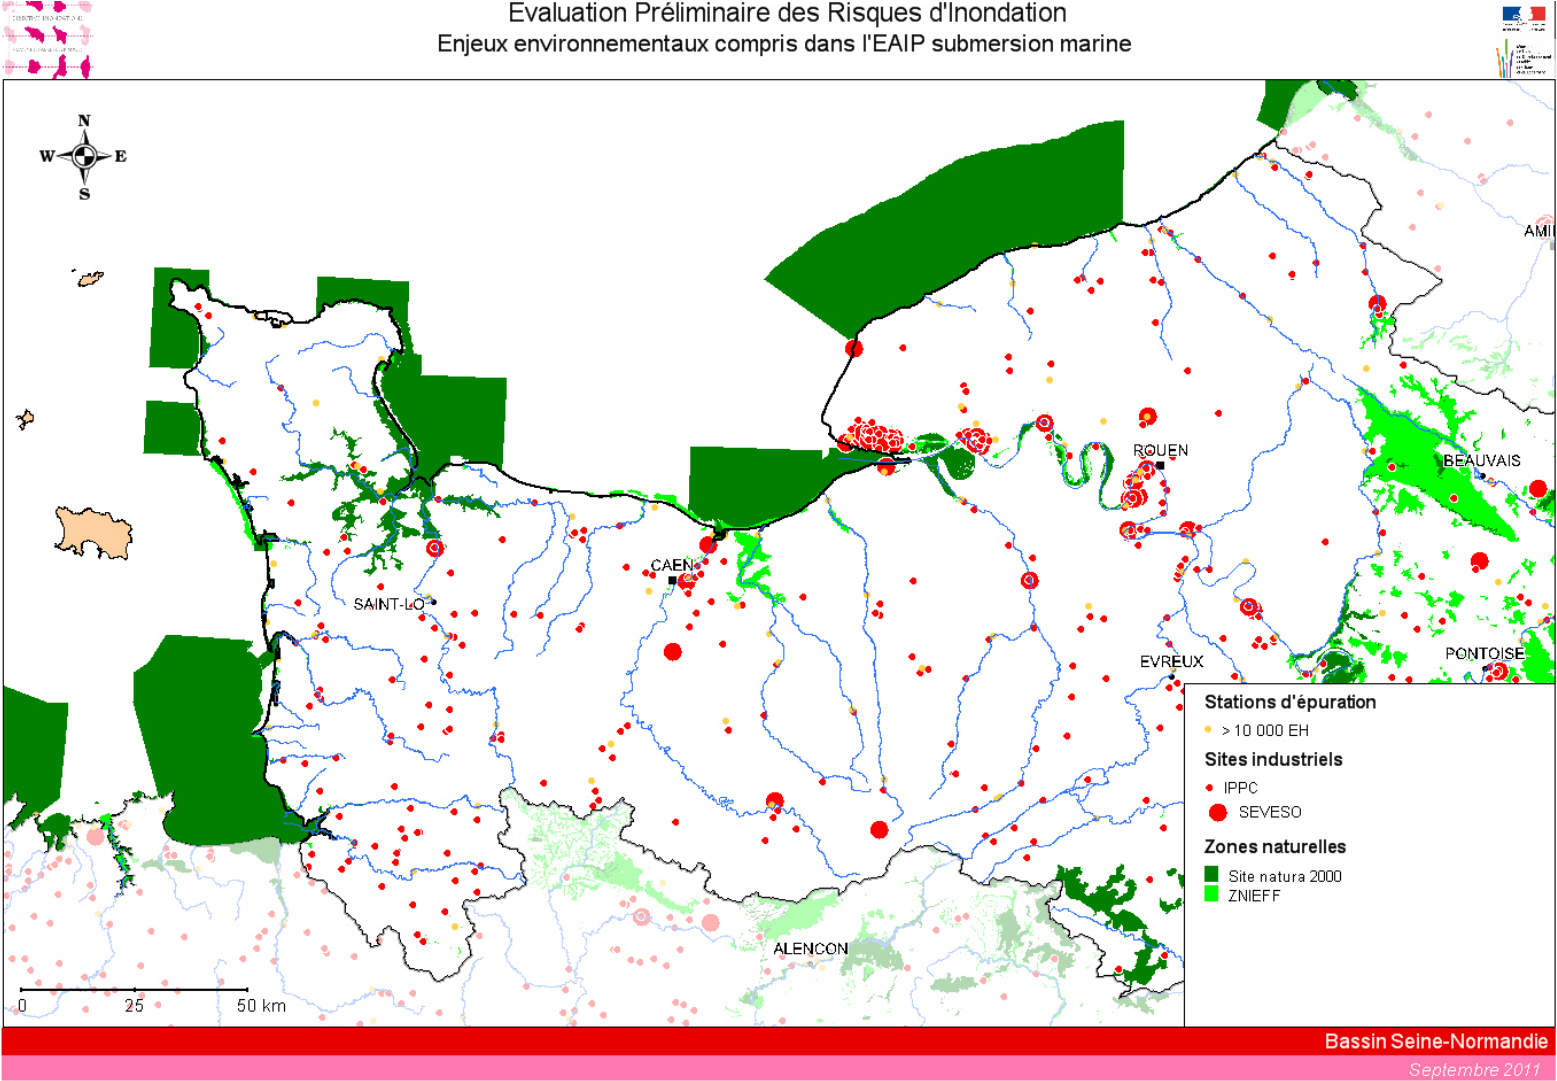 Evaluation Préliminaire des Risques d'Inondation
Enjeux environnementaux compris dans l'EAIP submersion marine
N
W E
S
AMI
ROUEN
BEAUVAIS
CAEN
SAINT-LO
EVREUX
PONTOISE
ALENCON
Stations d'épuration
> 10 000 EH
Sites industriels
IPPC
SEVESO
Zones naturelles
Site natura 2000
ZNIEFF
0 25 50 km
Bassin Seine-Normandie
Septembre 2011